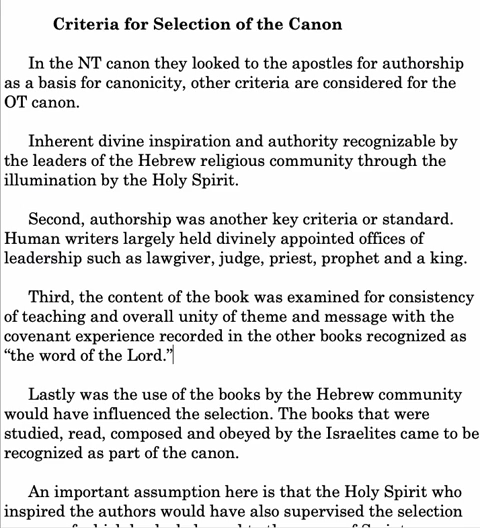 Criteria for Selection of the Canon
In the NT canon they looked to the apostles for authorship
as a basis for canonicity, other criteria are considered for the
OT canon.
Inherent divine inspiration and authority recognizable by
the leaders of the Hebrew religious community through the
illumination by the Holy Spirit.
Second, authorship was another key criteria or standard.
Human writers largely held divinely appointed offices of
leadership such as lawgiver, judge, priest, prophet and a king.
Third, the content of the book was examined for consistency
of teaching and overall unity of theme and message with the
covenant experience recorded in the other books recognized as
“the word of the Lord.”
Lastly was the use of the books by the Hebrew community
would have influenced the selection. The books that were
studied, read, composed and obeyed by the Israelites came to be
recognized as part of the canon.
An important assumption here is that the Holy Spirit who
inspired the authors would have also supervised the selection